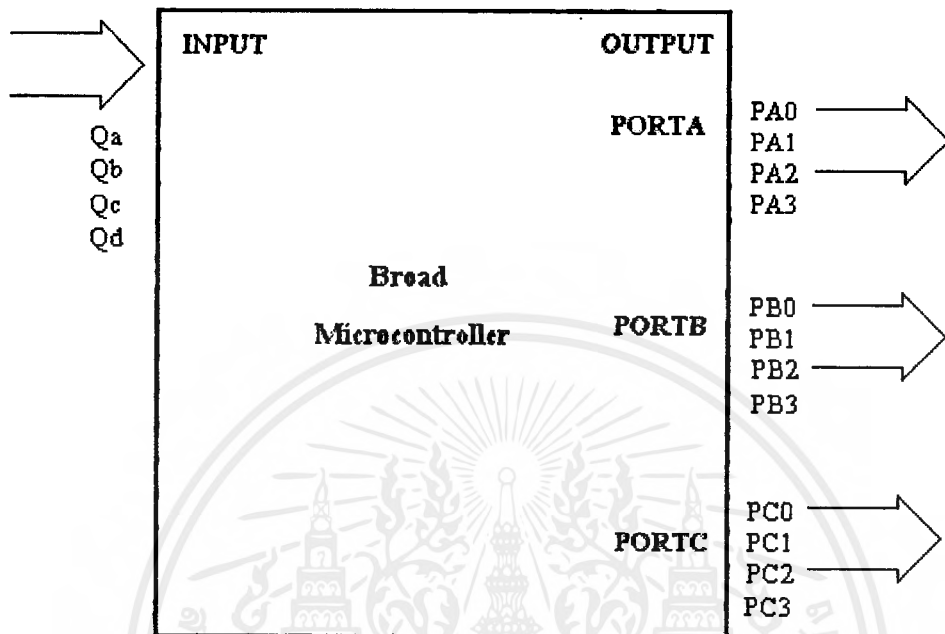 INPUT
OUTPUT
PORTA
PA0
PA1
PA2
PA3
Qa
Qb
Qc
Qd
Broad
Microcontroller
PORTB
PB0
PB1
PB2
PB3
PORTC
PC0
PC1
PC2
PC3